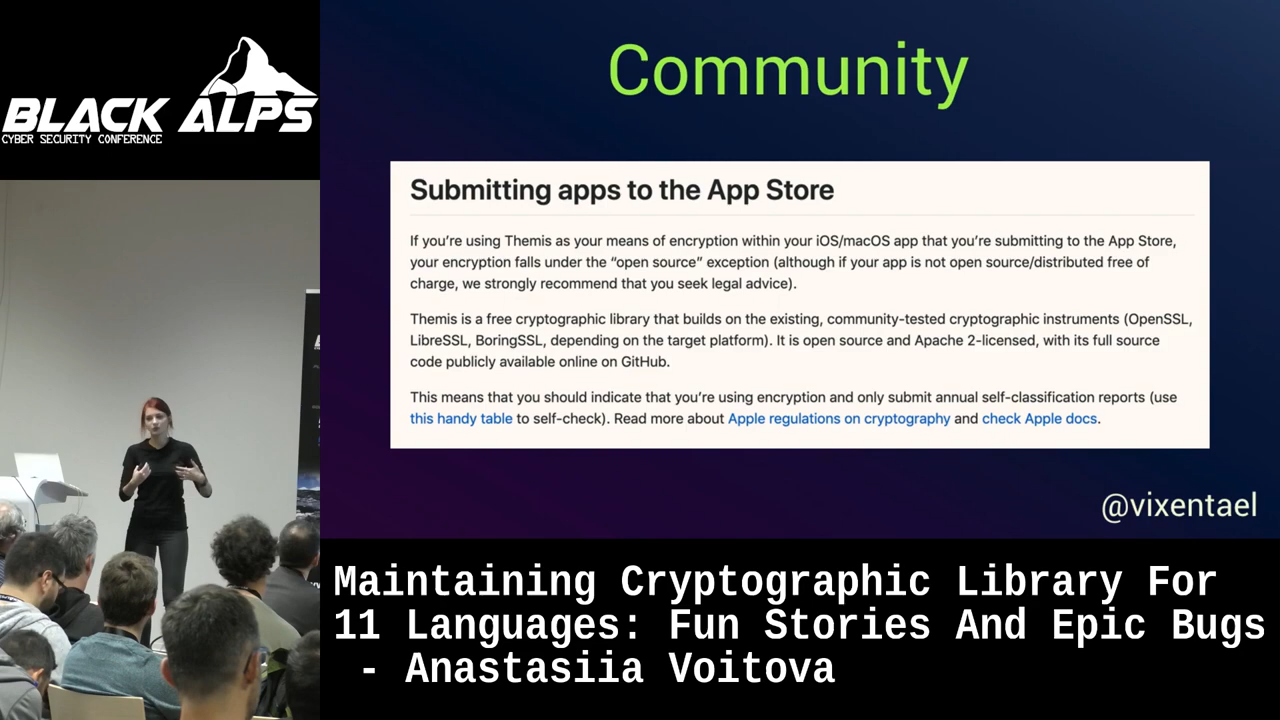 BLACK ALPS
CYBER SECURITY CONFERENCE
Community
Submitting apps to the App Store
If you’re using Themis as your means of encryption within your iOS/macOS app that you’re submitting to the App Store,
your encryption falls under the “open source” exception (although if your app is not open source/distributed free of
charge, we strongly recommend that you seek legal advice).
Themis is a free cryptographic library that builds on the existing, community-tested cryptographic instruments (OpenSSL,
LibreSSL, BoringSSL, depending on the target platform). It is open source and Apache 2-licensed, with its full source
code publicly available online on GitHub.
This means that you should indicate that you’re using encryption and only submit annual self-classification reports (use
this handy table to self-check). Read more about Apple regulations on cryptography and check Apple docs.
@vixentael
Maintaining Cryptographic Library For
11 Languages: Fun Stories And Epic Bugs
- Anastasiia Voitova